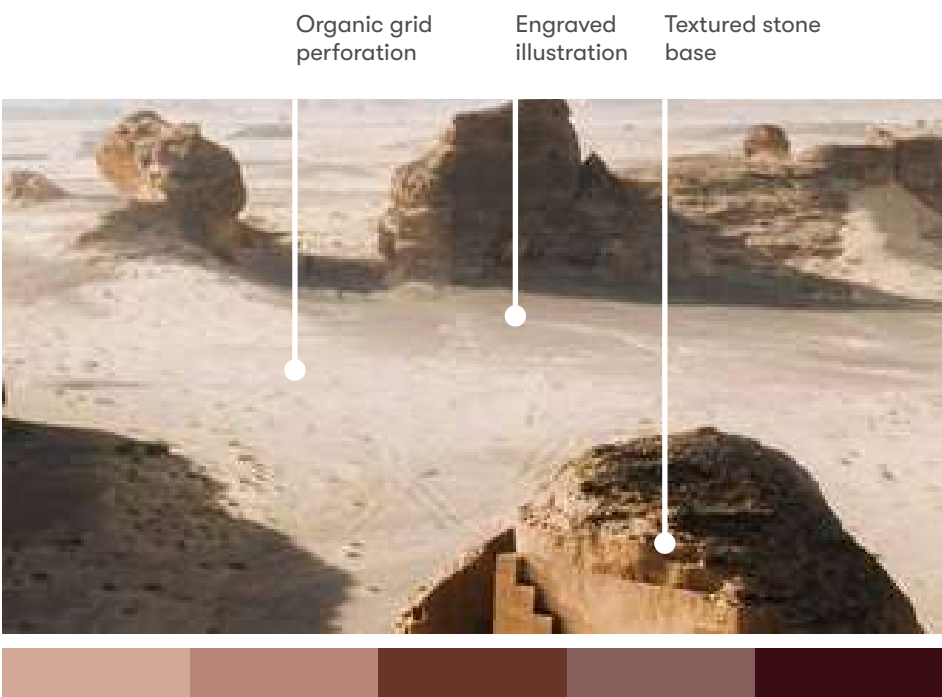 Organic grid
perforation
Engraved
illustration
Textured stone
base